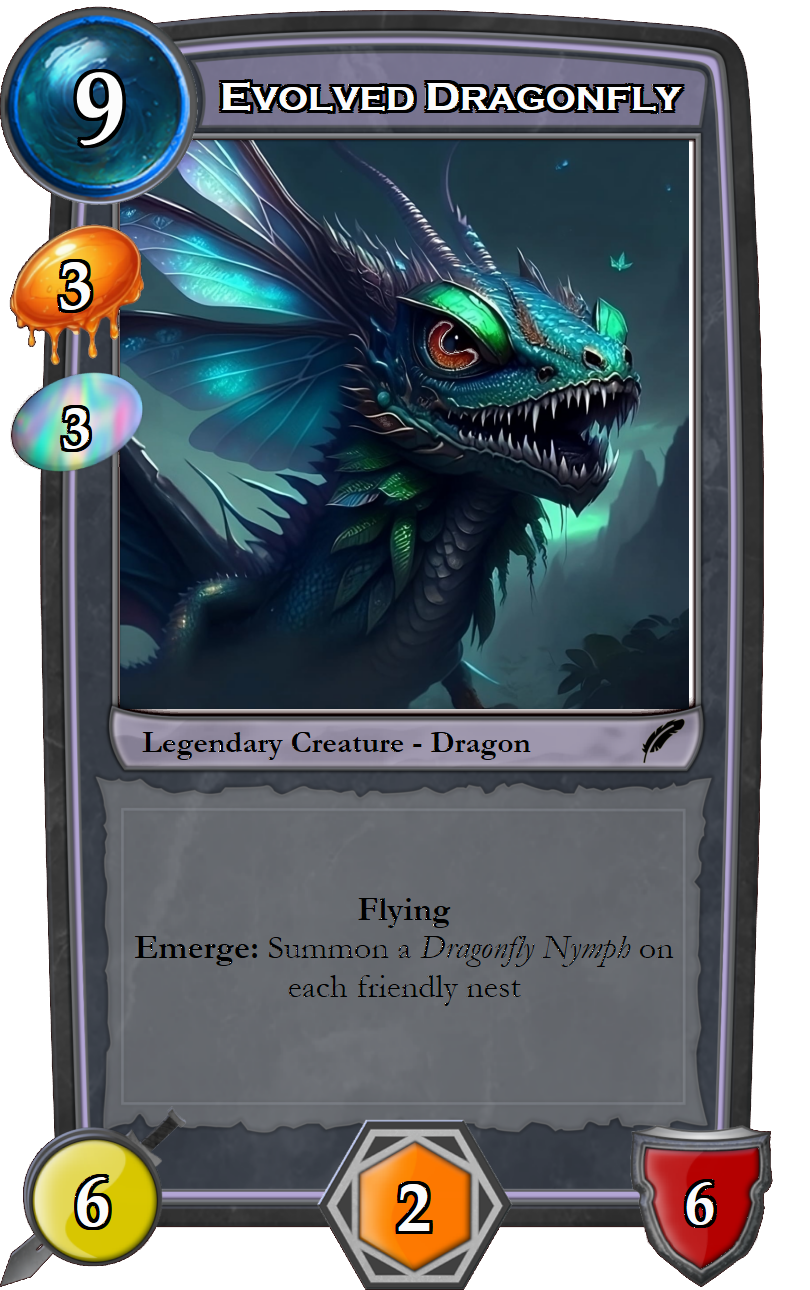 9
Evolved Dragonfly
3
3
Legendary Creature - Dragon
Flying
Emerge: Summon a Dragonfly Nymph on
each friendly nest
6
2
6